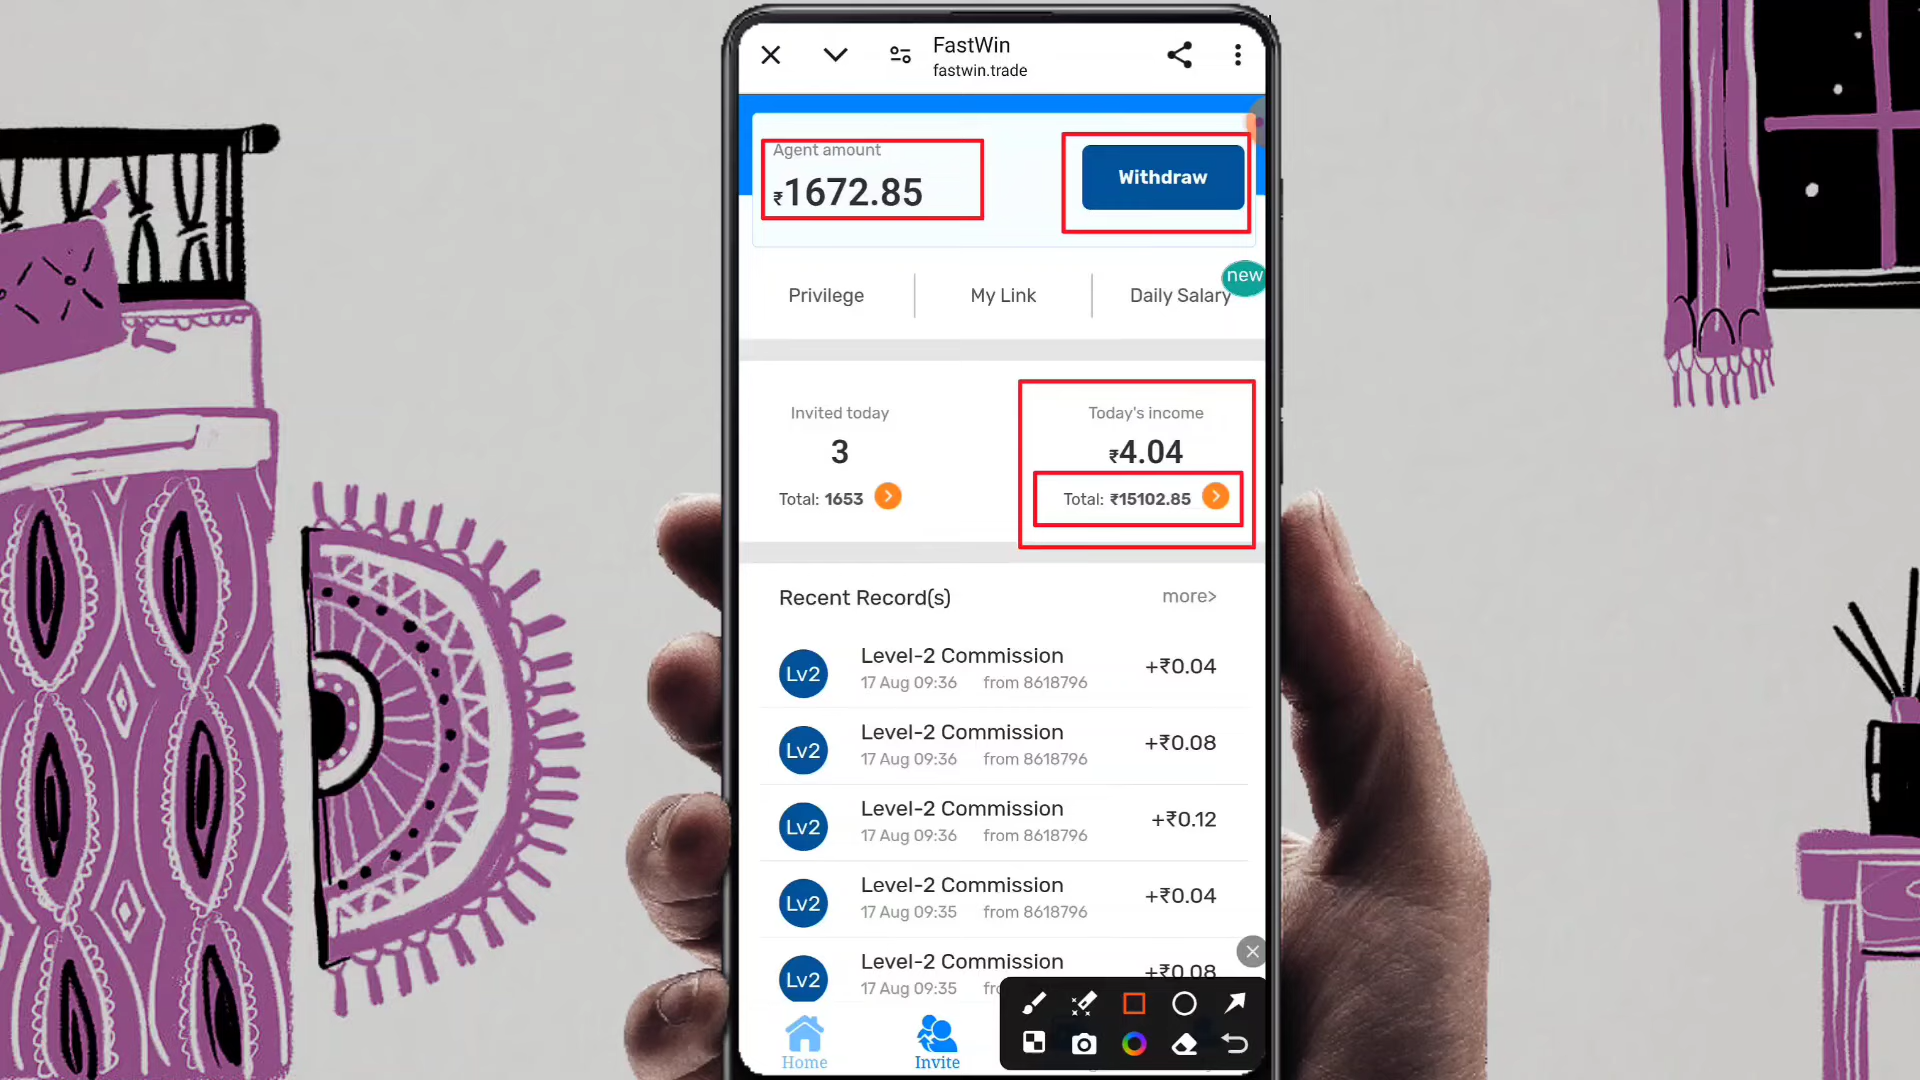 FastWin
fastwin.trade
Agent amount
₹1672.85
Withdraw
new
Privilege
My Link
Daily Salary
Invited today
Today's income
3
₹4.04
Total: 1653
Total: ₹15102.85
Recent Record(s)
more>
Lv2
Level-2 Commission
+₹0.04
17 Aug 09:36 from 8618796
Lv2
Level-2 Commission
+₹0.08
17 Aug 09:36 from 8618796
Lv2
Level-2 Commission
+₹0.12
17 Aug 09:36 from 8618796
Lv2
Level-2 Commission
+₹0.04
17 Aug 09:35 from 8618796
Lv2
Level-2 Commission
+₹0.08
17 Aug 09:35
Home
Invite